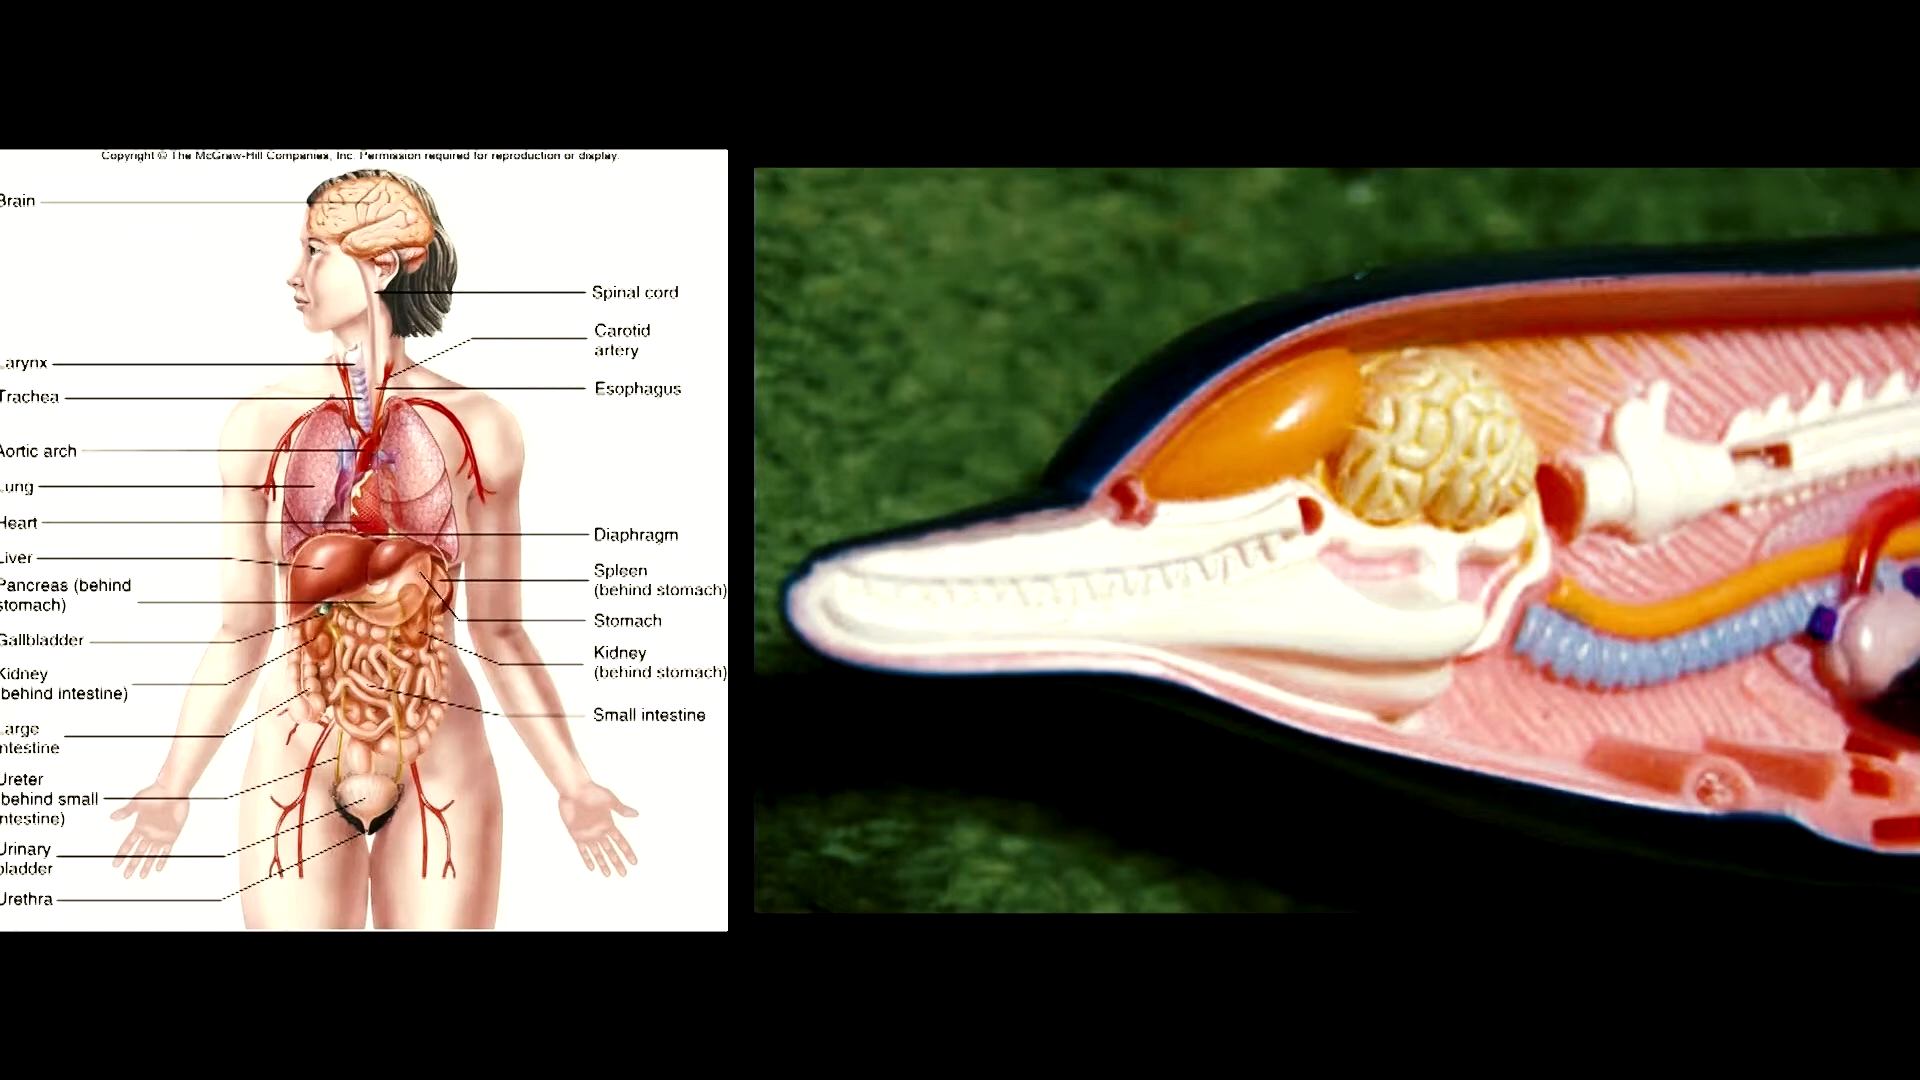 Copyright © The McGraw-Hill Companies, Inc. Permission required for reproduction or display.
Brain
Larynx
Trachea
Aortic arch
Lung
Heart
Liver
Pancreas (behind
stomach)
Gallbladder
Kidney
(behind intestine)
Large
intestine
Ureter
(behind small
intestine)
Urinary
bladder
Urethra
Spinal cord
Carotid
artery
Esophagus
Diaphragm
Spleen
(behind stomach)
Stomach
Kidney
(behind stomach)
Small intestine